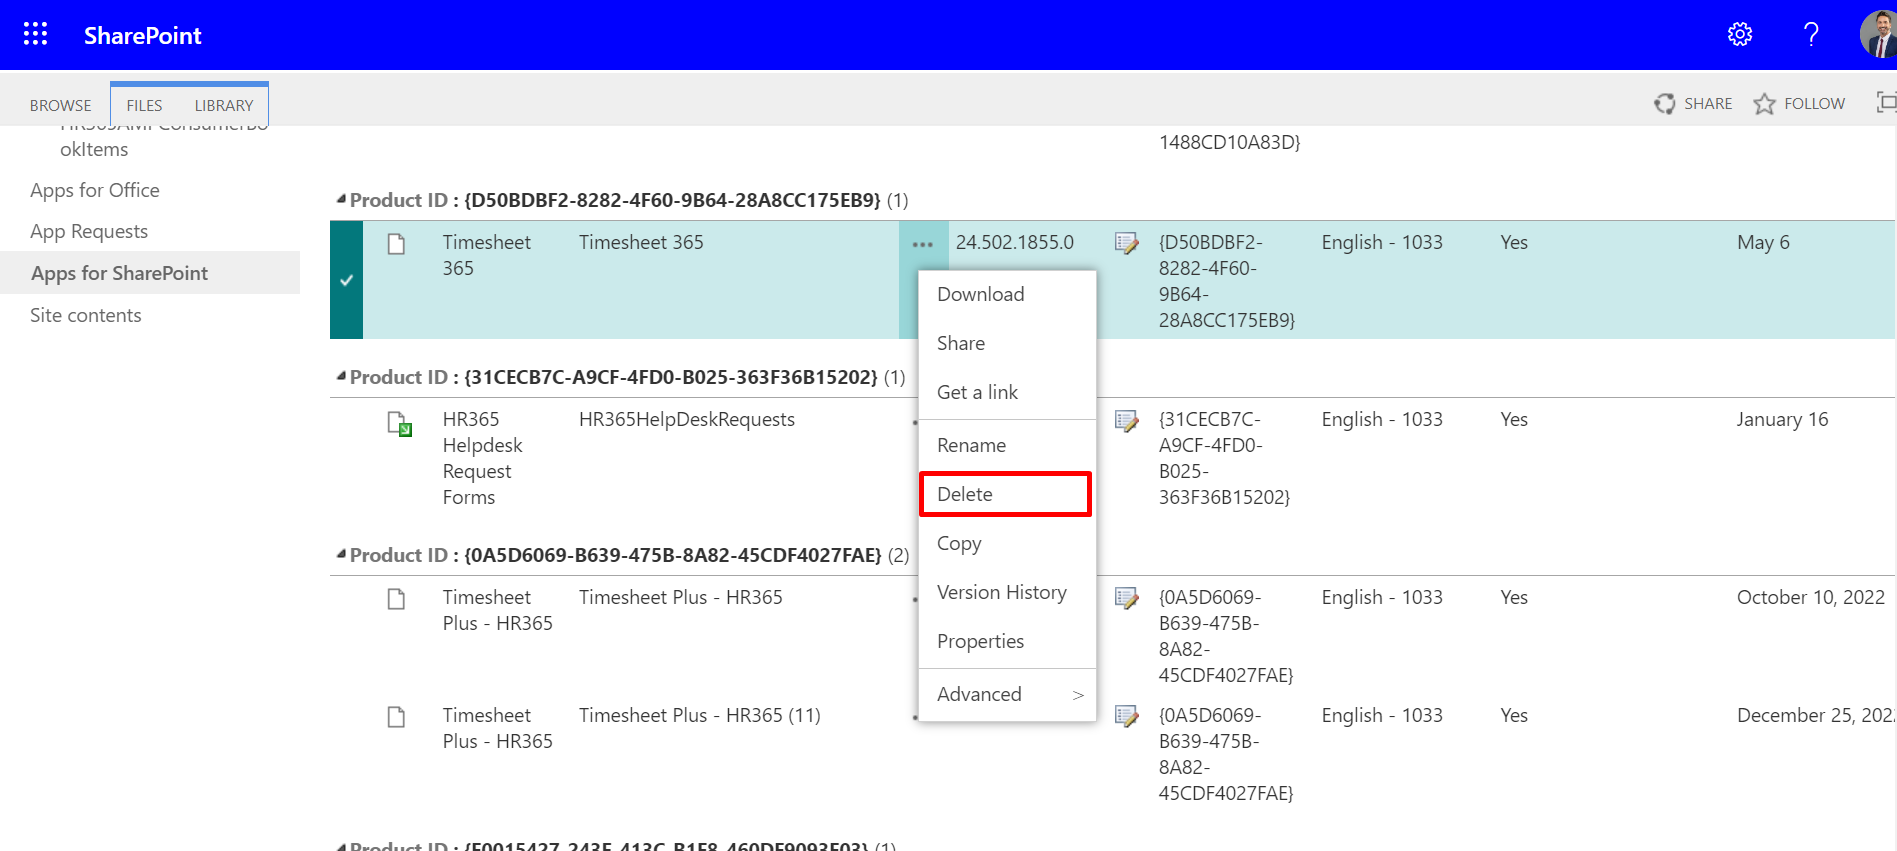 SharePoint
BROWSE FILES LIBRARY
SHARE FOLLOW
HR365AMPConsumerBo
okItems
Apps for Office
App Requests
Apps for SharePoint
Site contents
1488CD10A83D}
Product ID : {D50BDBF2-8282-4F60-9B64-28A8CC175EB9} (1)
Timesheet
365
Timesheet 365
24.502.1855.0
{D50BDBF2-
8282-4F60-
9B64-
28A8CC175EB9}
English - 1033
Yes
May 6
Download
Share
Get a link
Rename
Delete
Copy
Version History
Properties
Advanced >
Product ID : {31CECB7C-A9CF-4FD0-B025-363F36B15202} (1)
HR365
Helpdesk
Request
Forms
HR365HelpDeskRequests
{31CECB7C-
A9CF-4FD0-
B025-
363F36B15202}
English - 1033
Yes
January 16
Product ID : {0A5D6069-B639-475B-8A82-45CDF4027FAE} (2)
Timesheet
Plus - HR365
Timesheet Plus - HR365
{0A5D6069-
B639-475B-
8A82-
45CDF4027FAE}
English - 1033
Yes
October 10, 2022
Timesheet
Plus - HR365
Timesheet Plus - HR365 (11)
{0A5D6069-
B639-475B-
8A82-
45CDF4027FAE}
English - 1033
Yes
December 25, 202
Product ID : (1)